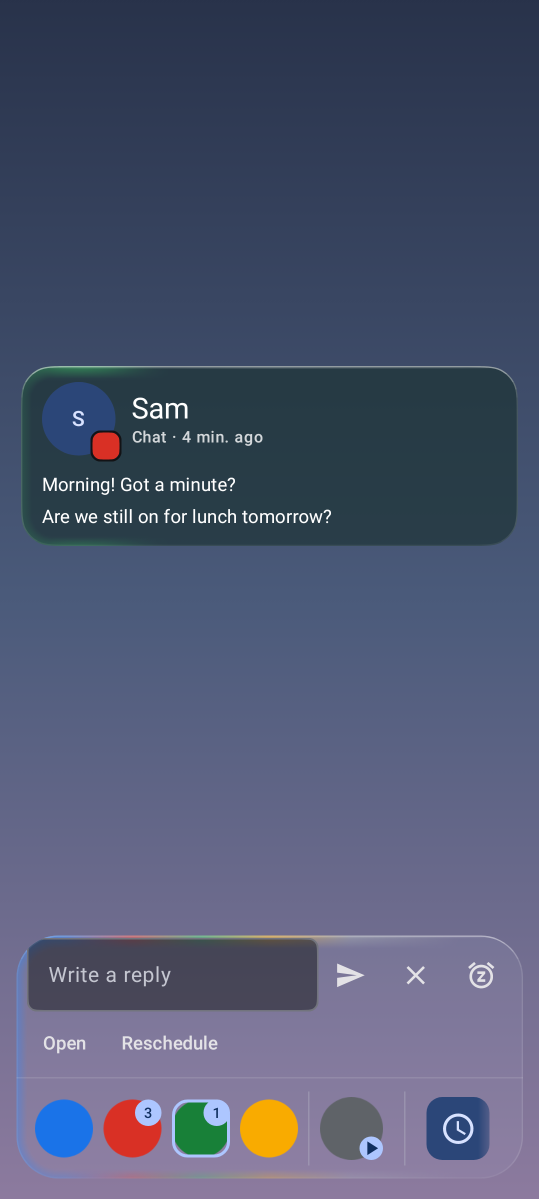 S
Sam
Chat · 4 min. ago
Morning! Got a minute?
Are we still on for lunch tomorrow?
Write a reply
Open Reschedule
3 1